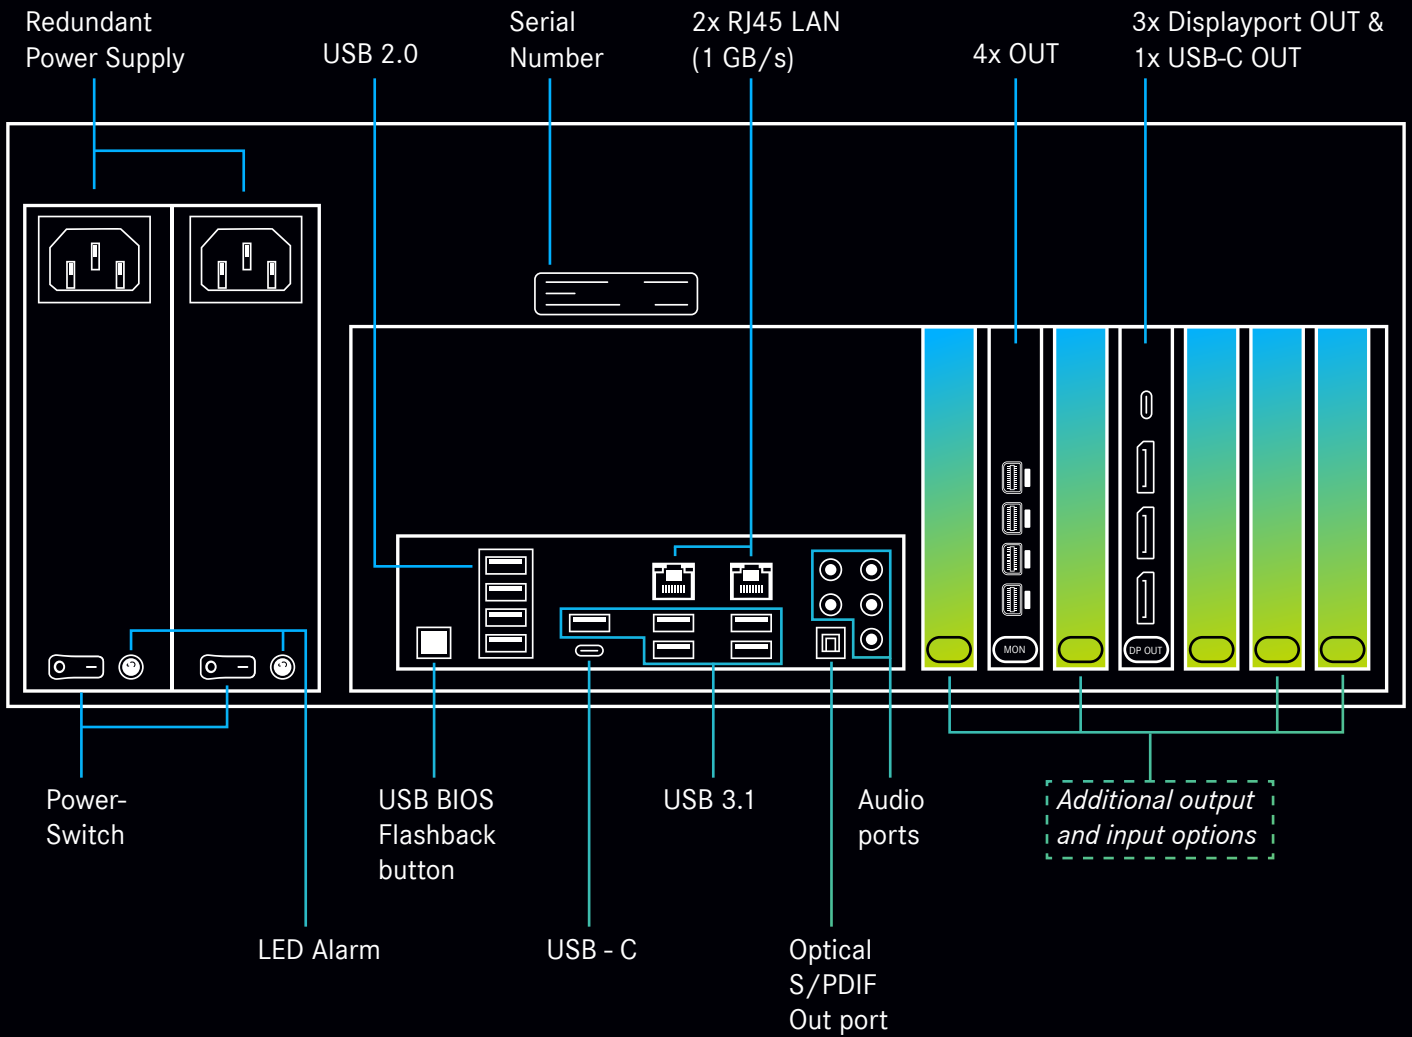 Redundant
Power Supply
USB 2.0
Serial
Number
2x RJ45 LAN
(1 GB/s)
4x OUT
3x Displayport OUT &
1x USB-C OUT
MON
DP OUT
Power-
Switch
USB BIOS
Flashback
button
USB 3.1
Audio
ports
Additional output
and input options
LED Alarm
USB - C
Optical
S/PDIF
Out port